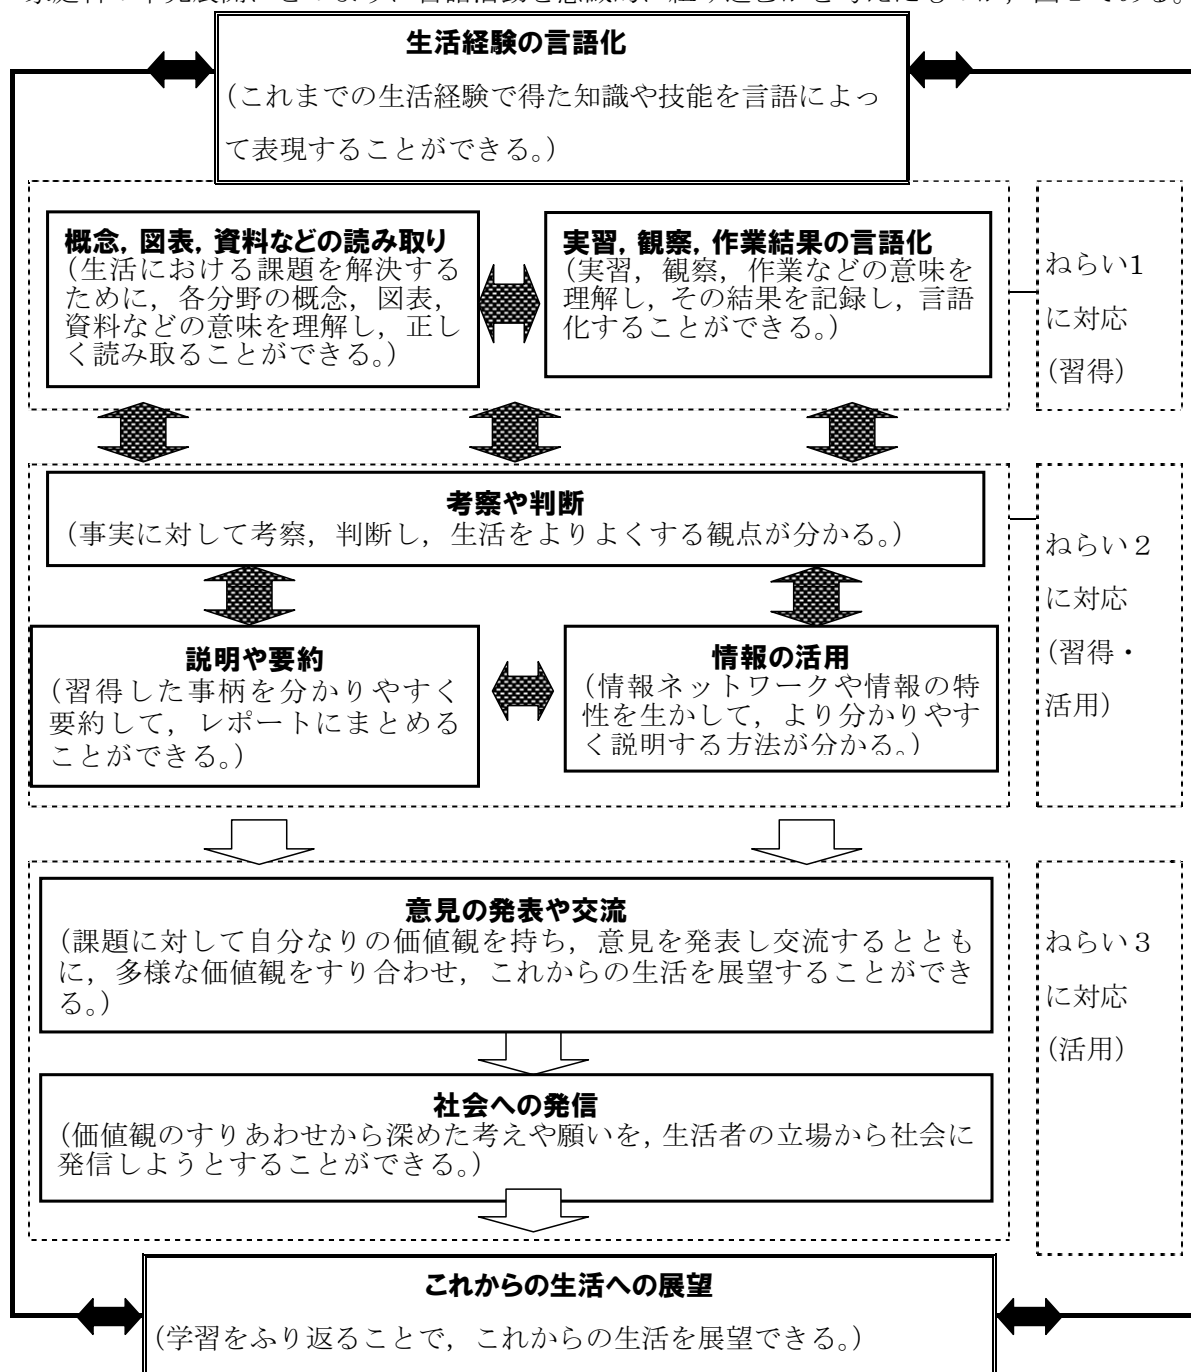 生活経験の言語化
(これまでの生活経験で得た知識や技能を言語によっ
て表現することができる。)
概念，図表，資料などの読み取り
(生活における課題を解決する
ために，各分野の概念，図表，
資料などの意味を理解し，正し
く読み取ることができる。)
実習，観察，作業結果の言語化
(実習，観察，作業などの意味を
理解し，その結果を記録し，言語
化することができる。)
ねらい1
に対応
(習得)
考察や判断
(事実に対して考察，判断し，生活をよりよくする観点が分かる。)
ねらい２
に対応
(習得・
活用)
説明や要約
(習得した事柄を分かりやすく
要約して，レポートにまとめる
ことができる。)
情報の活用
(情報ネットワークや情報の特
性を生かして，より分かりやす
く説明する方法が分かる。)
意見の発表や交流
(課題に対して自分なりの価値観を持ち，意見を発表し交流するととも
に，多様な価値観をすり合わせ，これからの生活を展望することができ
る。)
ねらい３
に対応
(活用)
社会への発信
(価値観のすりあわせから深めた考えや願いを，生活者の立場から社会に
発信しようとすることができる。)
これからの生活への展望
(学習をふり返ることで，これからの生活を展望できる。)